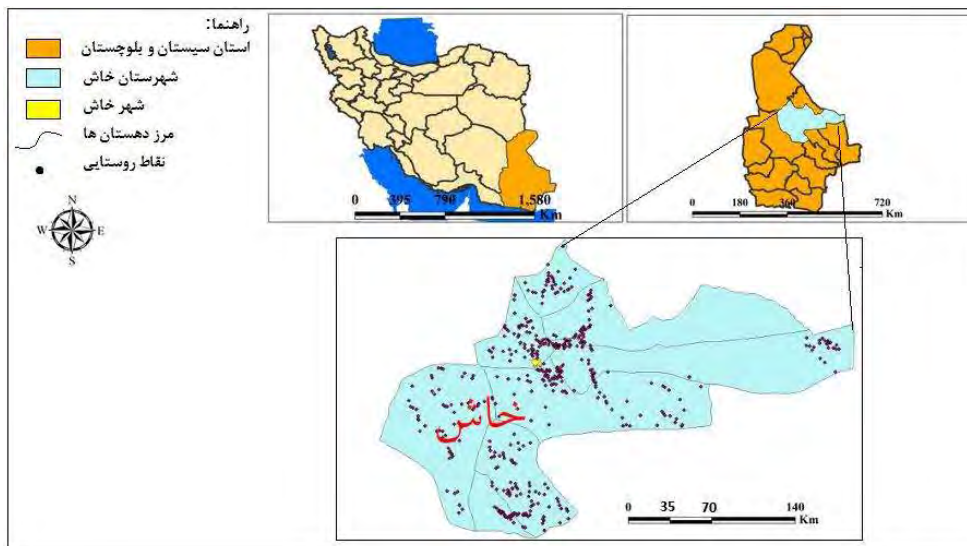 راهنما:
استان سیستان و بلوچستان
شهرستان خاش
شهر خاش
مرز دهستان ها
نقاط روستایی
N
W E
S
0 395 790 1,580
Km
0 180 360 720
Km
خاش
0 35 70 140
Km